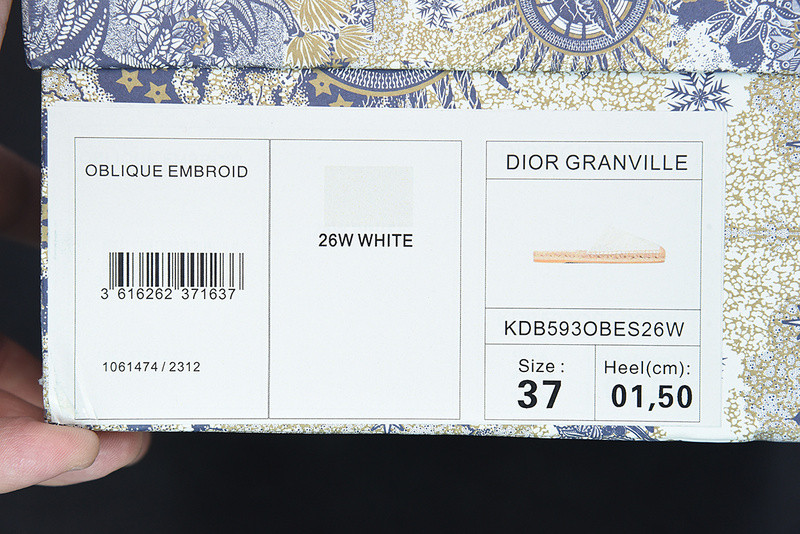 OBLIQUE EMBROID
3 616262 371637
1061474 / 2312
26W WHITE
DIOR GRANVILLE
KDB593OBES26W
Size :
37
Heel(cm):
01,50